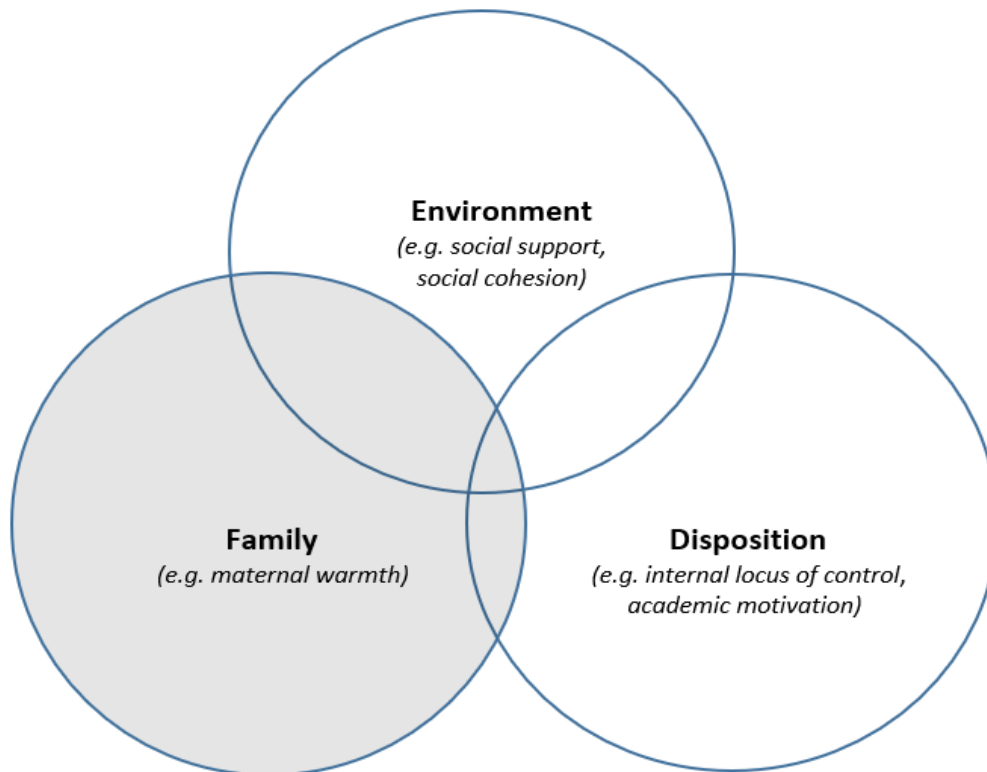 Environment
(e.g. social support,
social cohesion)
Family
(e.g. maternal warmth)
Disposition
(e.g. internal locus of control,
academic motivation)